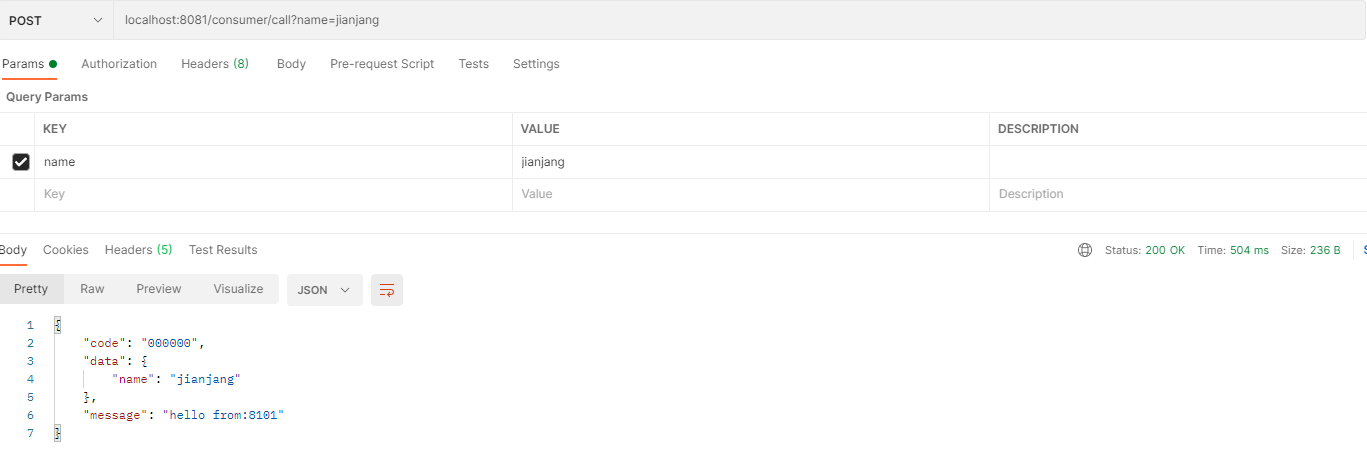 POST localhost:8081/consumer/call?name=jianjang
Params Authorization Headers (8) Body Pre-request Script Tests Settings
Query Params
KEY VALUE DESCRIPTION
name jianjang
Key Value Description
Body Cookies Headers (5) Test Results Status: 200 OK Time: 504 ms Size: 236 B
Pretty Raw Preview Visualize JSON
1 {
2 "code": "000000",
3 "data": {
4 "name": "jianjang"
5 },
6 "message": "hello from:8101"
7 }